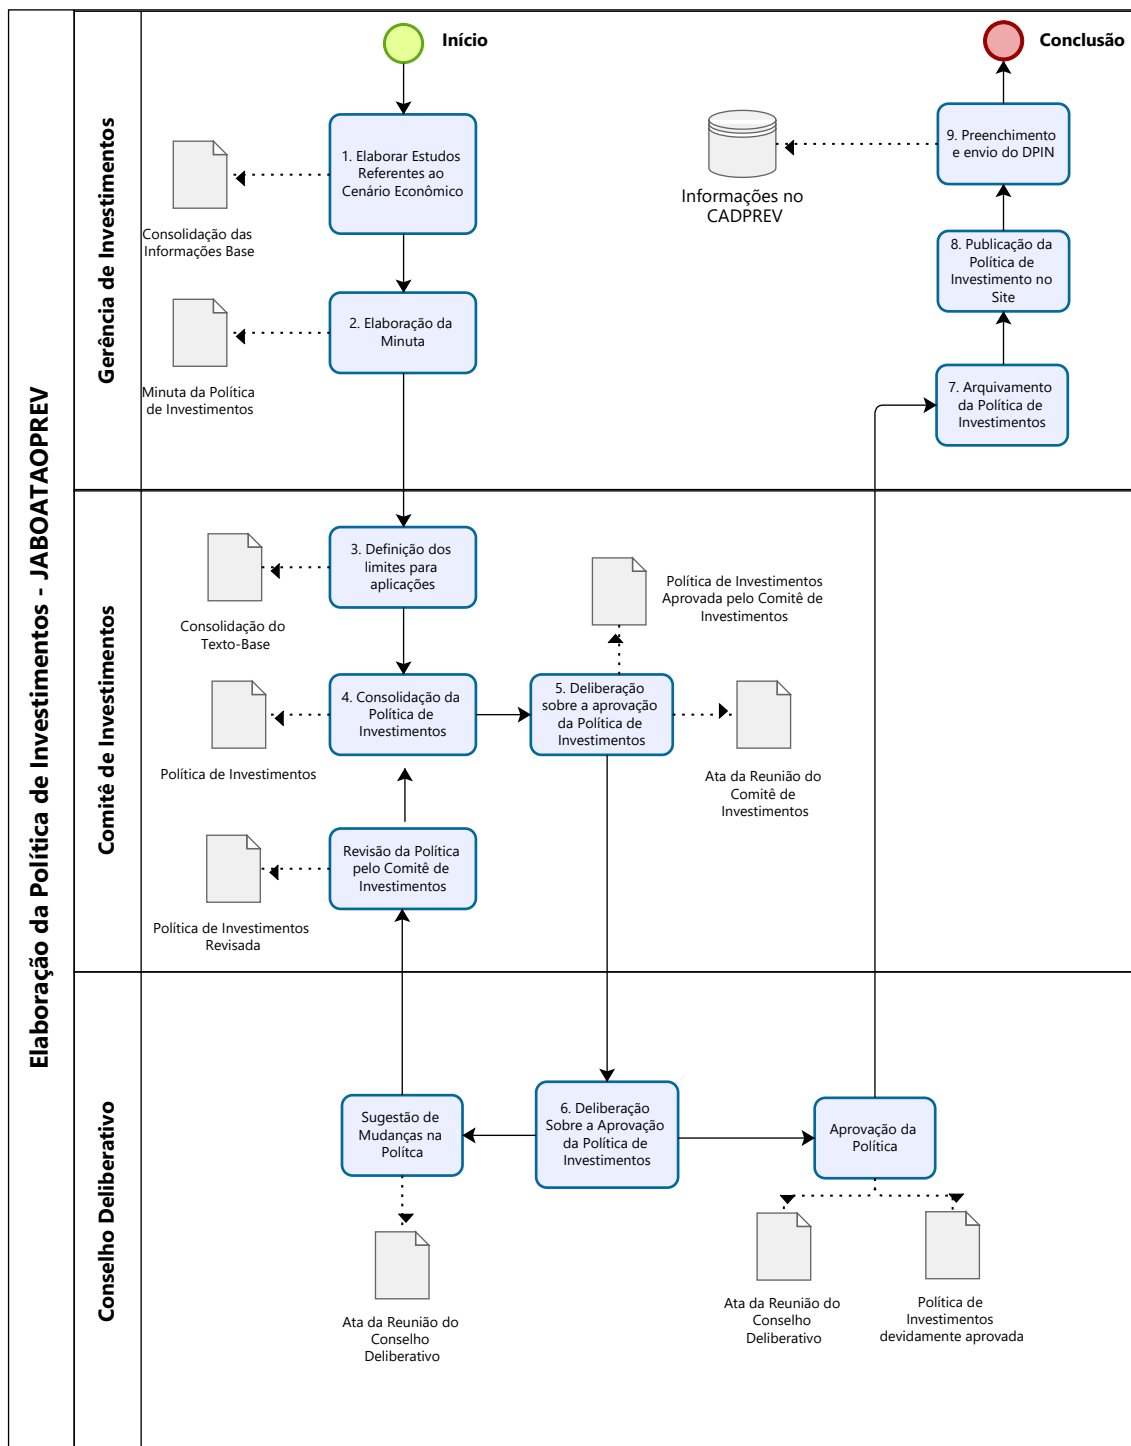 Elaboração da Política de Investimentos - JABOATAOPREV
Gerência de Investimentos
Início
Conclusão
1. Elaborar Estudos
Referentes ao
Cenário Econômico
Consolidação das
Informações Base
2. Elaboração da
Minuta
Minuta da Política
de Investimentos
9. Preenchimento
e envio do DPIN
Informações no
CADPREV
8. Publicação da
Política de
Investimento no
Site
7. Arquivamento
da Política de
Investimentos
Comitê de Investimentos
3. Definição dos
limites para
aplicações
Consolidação do
Texto-Base
Política de Investimentos
Aprovada pelo Comitê de
Investimentos
4. Consolidação da
Política de
Investimentos
Política de Investimentos
5. Deliberação
sobre a aprovação
da Política de
Investimentos
Ata da Reunião do
Comitê de
Investimentos
Revisão da Política
pelo Comitê de
Investimentos
Política de Investimentos
Revisada
Conselho Deliberativo
Sugestão de
Mudanças na
Polítca
6. Deliberação
Sobre a Aprovação
da Política de
Investimentos
Aprovação da
Política
Ata da Reunião do
Conselho
Deliberativo
Ata da Reunião do
Conselho
Deliberativo
Política de
Investimentos
devidamente aprovada